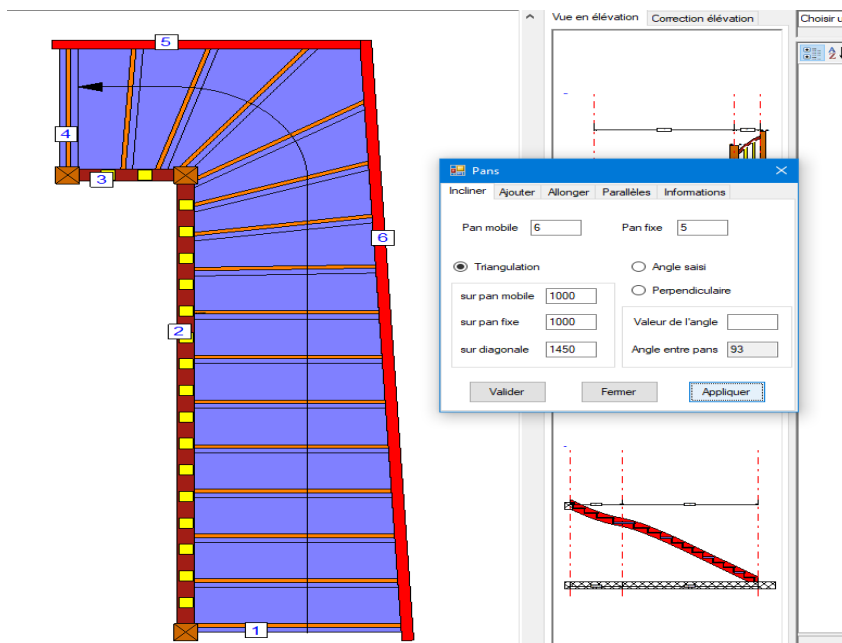 Vue en élévation
Correction élévation
Choisir u
5
4
3
6
2
1
Pans
Incliner
Ajouter
Allonger
Parallèles
Informations
Pan mobile 6
Pan fixe 5
Triangulation
Angle saisi
Perpendiculaire
sur pan mobile 1000
sur pan fixe 1000
sur diagonale 1450
Valeur de l'angle
Angle entre pans 93
Valider
Fermer
Appliquer